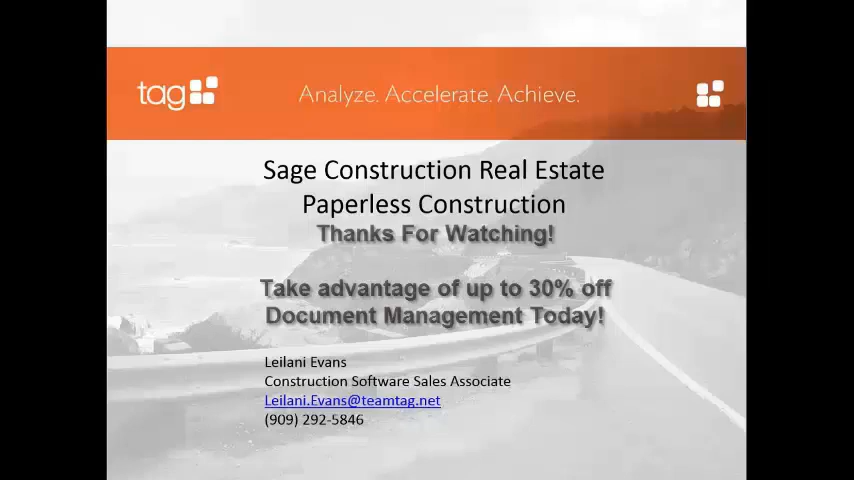 tag
Analyze. Accelerate. Achieve.
Sage Construction Real Estate
Paperless Construction
Thanks For Watching!
Take advantage of up to 30% off
Document Management Today!
Leilani Evans
Construction Software Sales Associate
Leilani.Evans@teamtag.net
(909) 292-5846